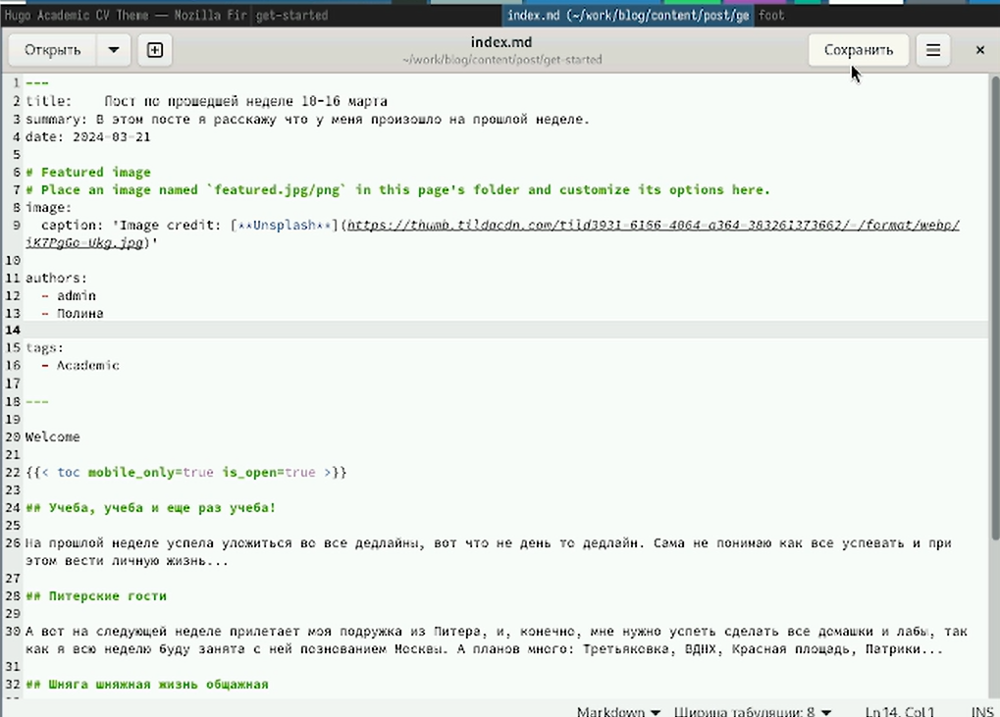 Hugo Academic CV Theme — Mozilla Fir get-started index.md (~/work/blog/content/post/ge foot
Открыть index.md Сохранить
~/work/blog/content/post/get-started
1 ---
2 title: Пост по прошедшей неделе 10-16 марта
3 summary: В этом посте я расскажу что у меня произошло на прошлой неделе.
4 date: 2024-03-21
5
6 # Featured image
7 # Place an image named `featured.jpg/png` in this page's folder and customize its options here.
8 image:
9 caption: 'Image credit: [**Unsplash**](https://thumb.tildacdn.com/tild3931-6166-4064-a364-383261373662/-/format/webp/
iK7PgGo-Ukg.jpg)'
10
11 authors:
12 - admin
13 - Полина
14
15 tags:
16 - Academic
17
18 ---
19
20 Welcome
21
22 {{< toc mobile_only=true is_open=true >}}
23
24 ## Учеба, учеба и еще раз учеба!
25
26 На прошлой неделе успела уложиться во все дедлайны, вот что не день то дедлайн. Сама не понимаю как все успевать и при
этом вести личную жизнь...
27
28 ## Питерские гости
29
30 А вот на следующей неделе прилетает моя подружка из Питера, и, конечно, мне нужно успеть сделать все домашки и лабы, так
как я всю неделю буду занята с ней познованием Москвы. А планов много: Третьяковка, ВДНХ, Красная площадь, Патрики...
31
32 ## Шняга шняжная жизнь общажная
Markdown Ширина табуляции: 8 Ln 14, Col 1 INS